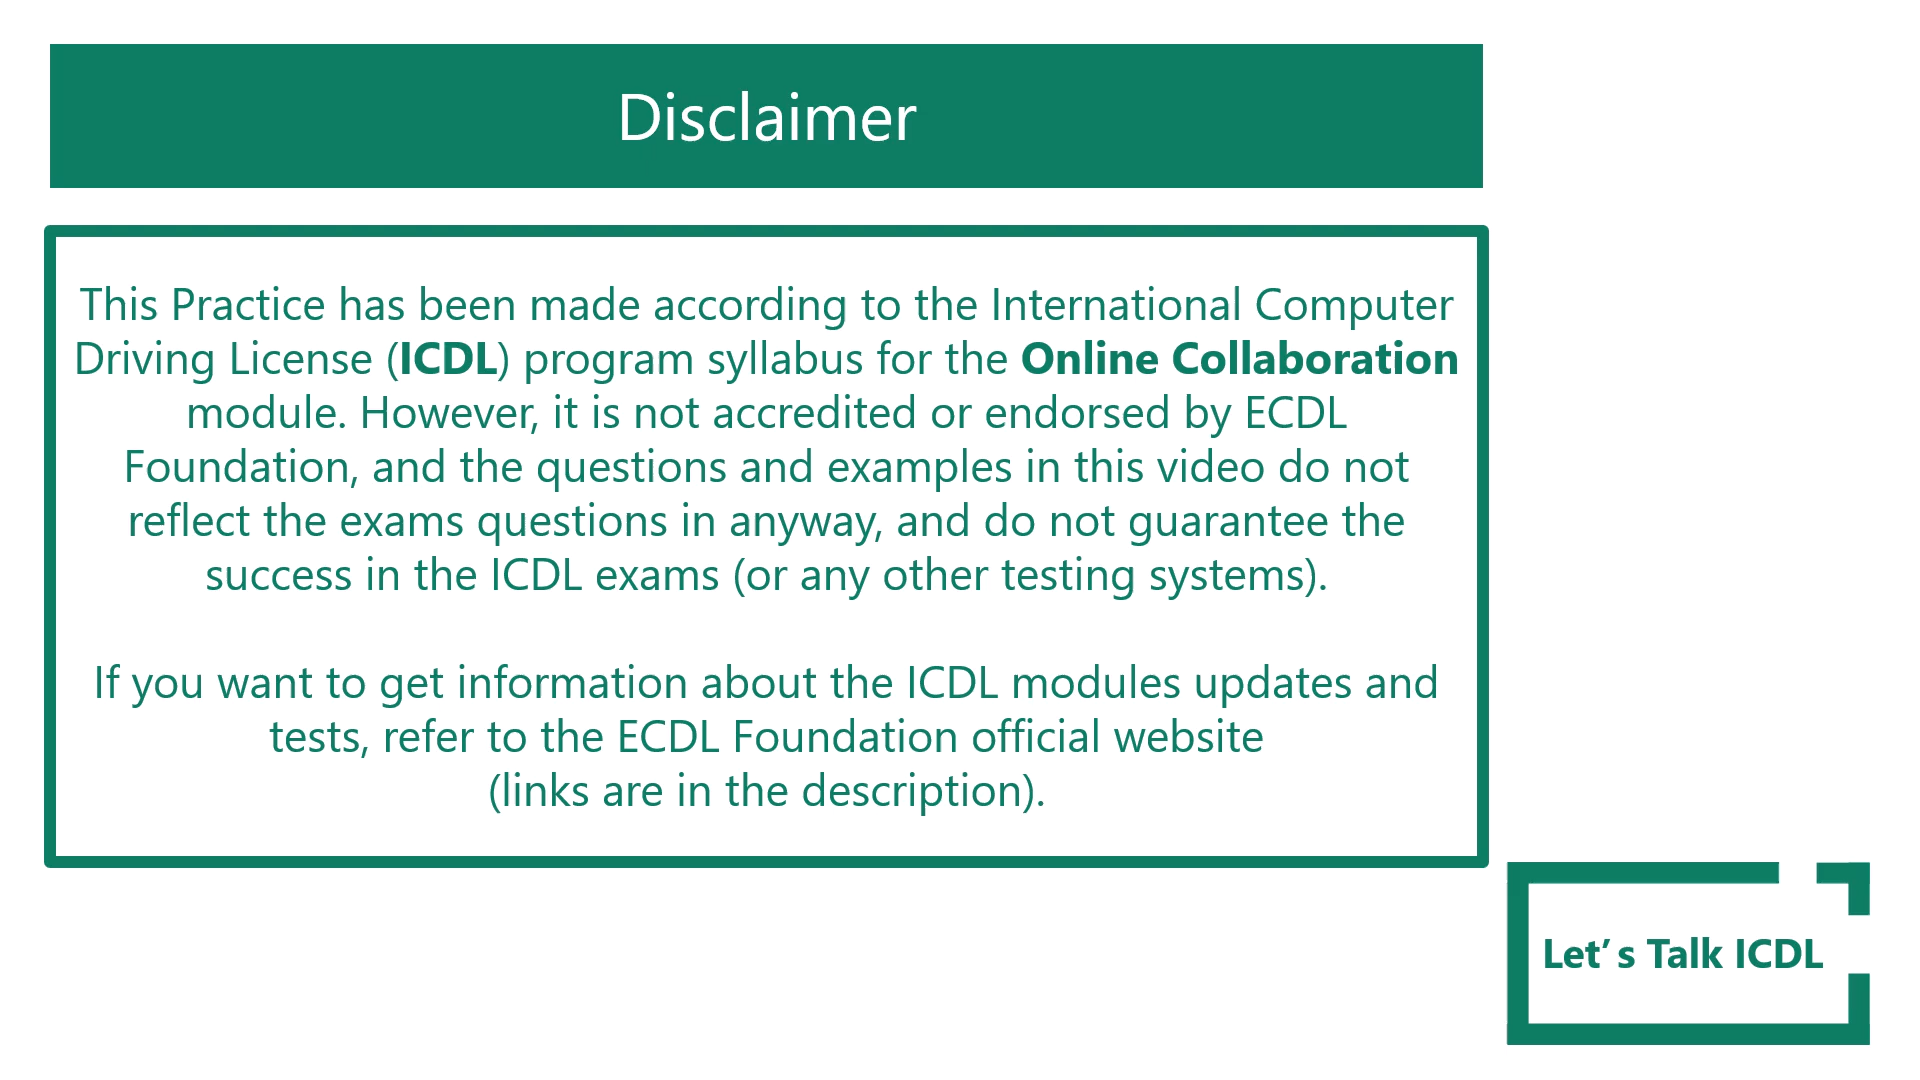 Disclaimer
This Practice has been made according to the International Computer
Driving License (ICDL) program syllabus for the Online Collaboration
module. However, it is not accredited or endorsed by ECDL
Foundation, and the questions and examples in this video do not
reflect the exams questions in anyway, and do not guarantee the
success in the ICDL exams (or any other testing systems).
If you want to get information about the ICDL modules updates and
tests, refer to the ECDL Foundation official website
(links are in the description).
Let’s Talk ICDL